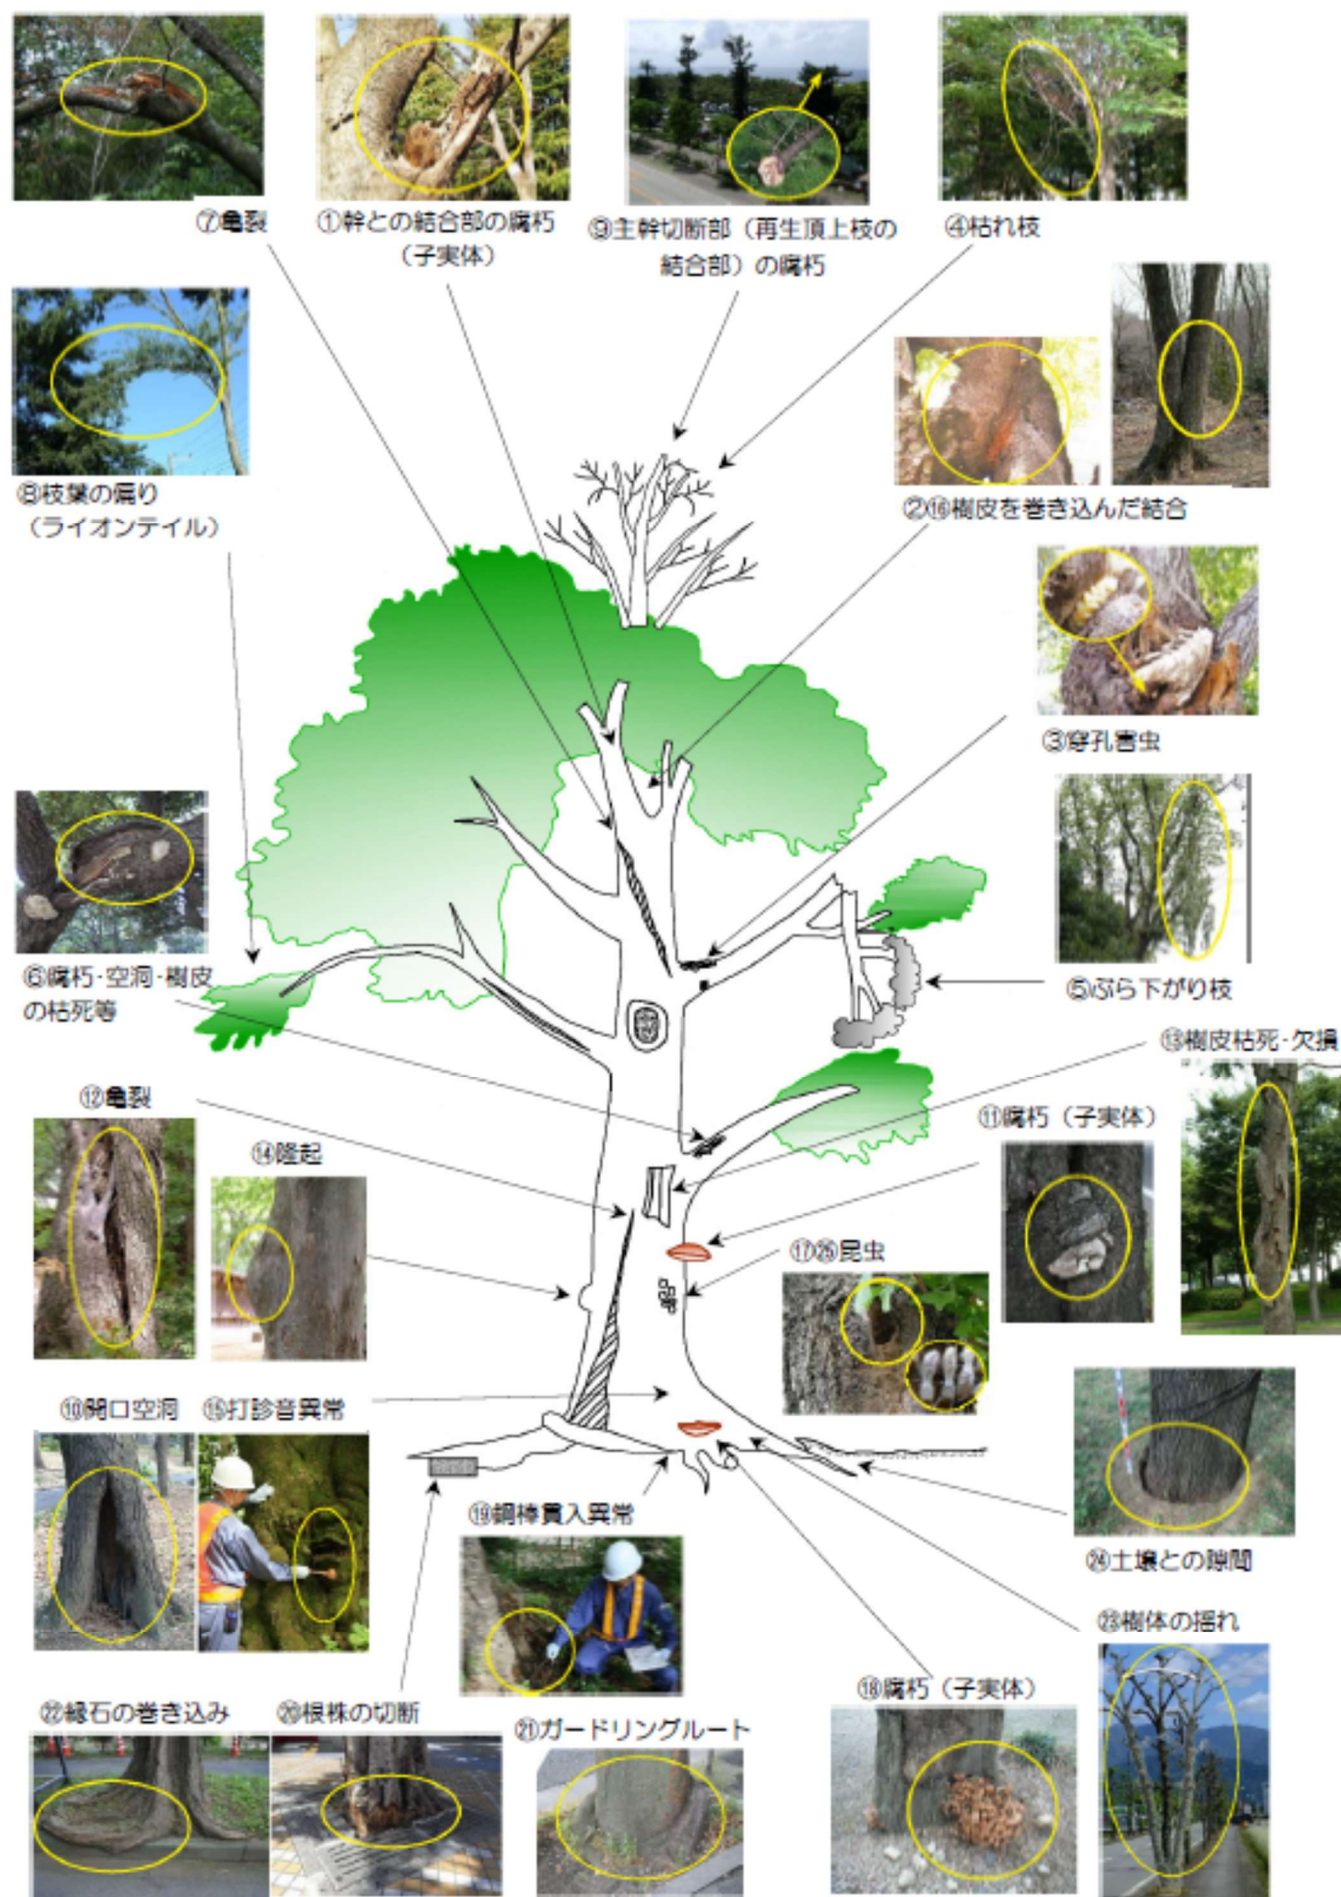 ⑦亀裂
①幹との結合部の腐朽
（子実体）
⑨主幹切断部（再生頂上枝の
結合部）の腐朽
④枯れ枝
⑧枝葉の偏り
（ライオンテイル）
②⑯樹皮を巻き込んだ結合
③穿孔害虫
⑥腐朽・空洞・樹皮
の枯死等
⑤ぶら下がり枝
⑬樹皮枯死・欠損
⑫亀裂
⑭隆起
⑪腐朽（子実体）
⑰㉕昆虫
⑩開口空洞
⑮打診音異常
⑲鋼棒貫入異常
㉔土壌との隙間
㉓樹体の揺れ
㉒縁石の巻き込み
⑳根株の切断
㉑ガードリングルート
⑱腐朽（子実体）